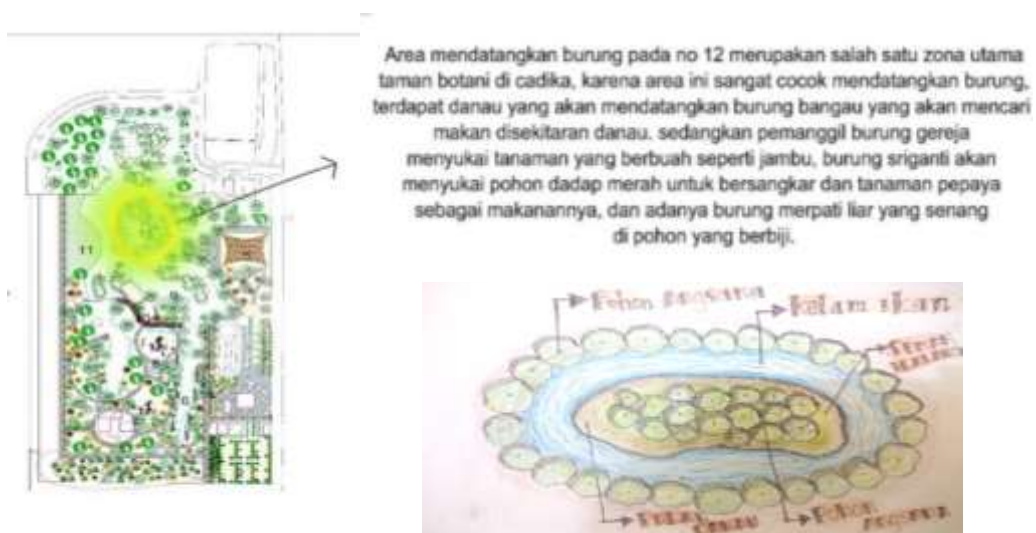 Area mendatangkan burung pada no 12 merupakan salah satu zona utama
taman botani di cadika, karena area ini sangat cocok mendatangkan burung,
terdapat danau yang akan mendatangkan burung bangau yang akan mencari
makan disekitaran danau. sedangkan pemanggil burung gereja
menyukai tanaman yang berbuah seperti jambu, burung sriganti akan
menyukai pohon dadap merah untuk bersangkar dan tanaman pepaya
sebagai makanannya, dan adanya burung merpati liar yang senang
di pohon yang berbiji.
11
Pohon angsana
Kolam ikan
Pohon
angsana